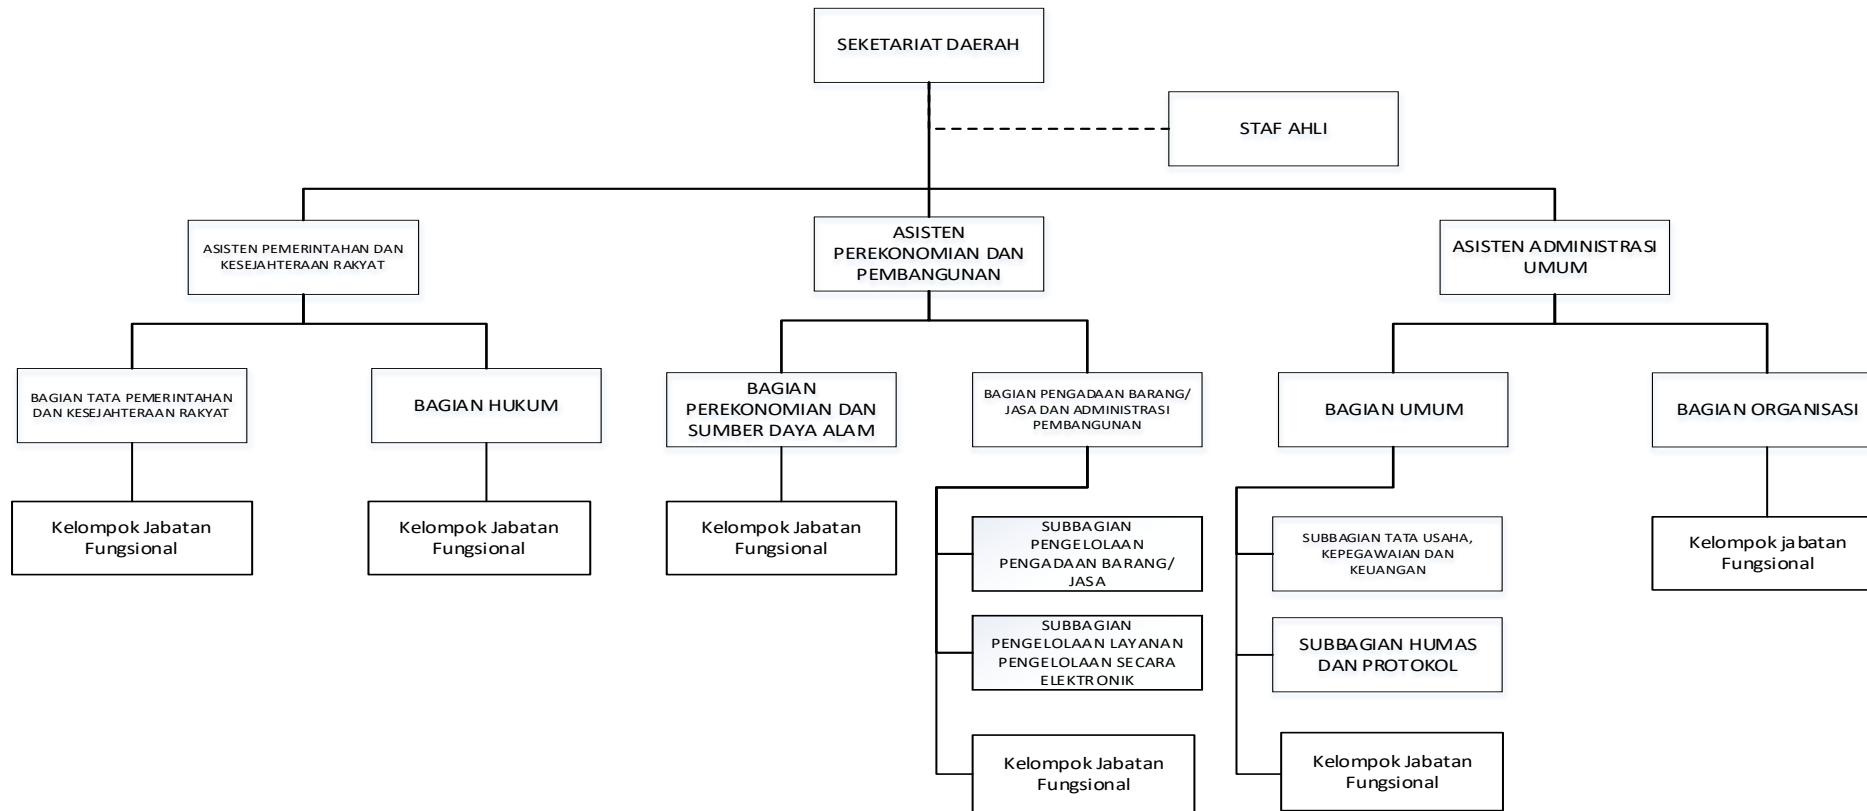 SEKETARIAT DAERAH
STAF AHLI
ASISTEN PEMERINTAHAN DAN
KESEJAHTERAAN RAKYAT
ASISTEN
PEREKONOMIAN DAN
PEMBANGUNAN
ASISTEN ADMINISTRASI
UMUM
BAGIAN TATA PEMERINTAHAN
DAN KESEJAHTERAAN RAKYAT
BAGIAN HUKUM
BAGIAN
PEREKONOMIAN DAN
SUMBER DAYA ALAM
BAGIAN PENGADAAN BARANG/
JASA DAN ADMINISTRASI
PEMBANGUNAN
BAGIAN UMUM
BAGIAN ORGANISASI
Kelompok Jabatan
Fungsional
Kelompok Jabatan
Fungsional
Kelompok Jabatan
Fungsional
SUBBAGIAN
PENGELOLAAN
PENGADAAN BARANG/
JASA
SUBBAGIAN TATA USAHA,
KEPEGAWAIAN DAN
KEUANGAN
Kelompok jabatan
Fungsional
SUBBAGIAN
PENGELOLAAN LAYANAN
PENGELOLAAN SECARA
ELEKTRONIK
SUBBAGIAN HUMAS
DAN PROTOKOL
Kelompok Jabatan
Fungsional
Kelompok Jabatan
Fungsional